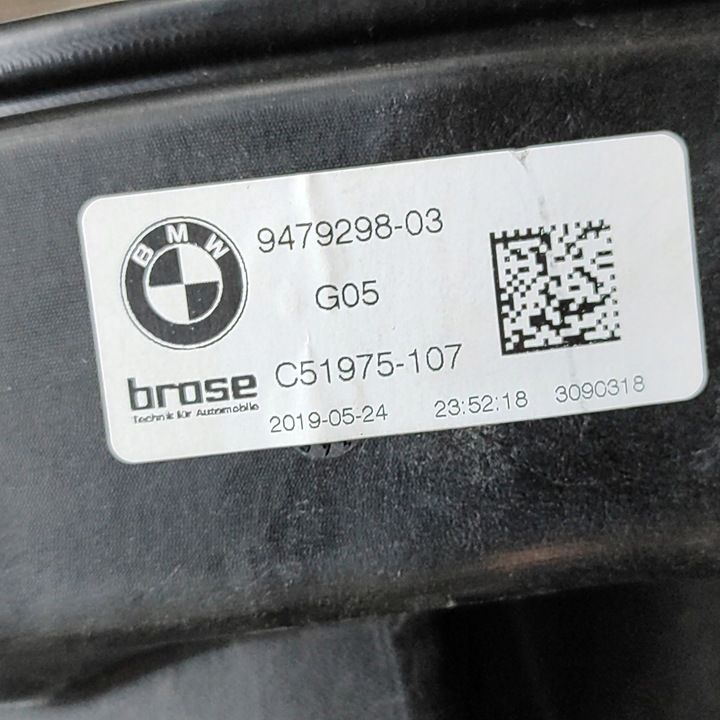 BMW
9479298-03
G05
C51975-107
brose
Technik für Automobile
2019-05-24 23:52:18 3090318